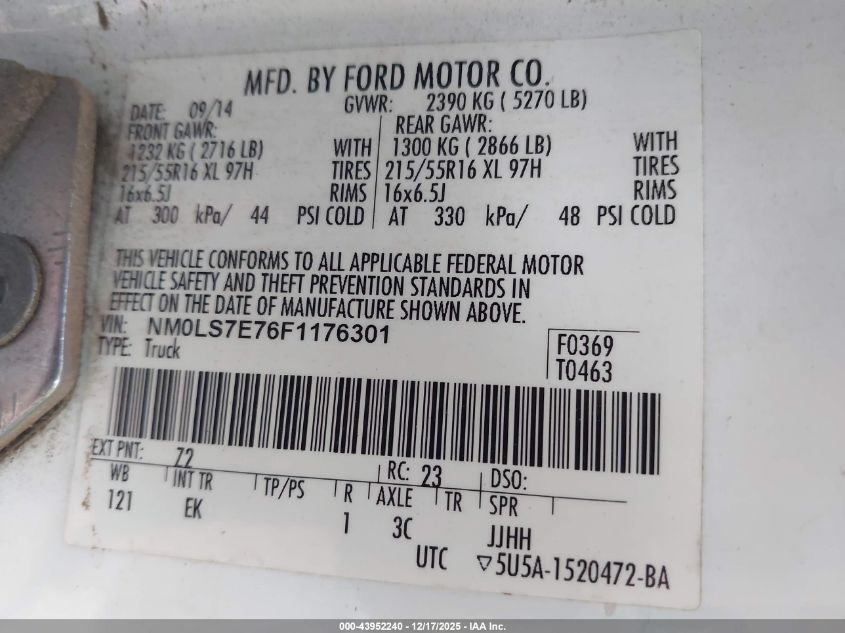 MFD. BY FORD MOTOR CO.
DATE: 09/14 GVWR: 2390 KG ( 5270 LB)
FRONT GAWR: REAR GAWR:
1232 KG ( 2716 LB) WITH 1300 KG ( 2866 LB) WITH
215/55R16 XL 97H TIRES 215/55R16 XL 97H TIRES
16x6.5J RIMS 16x6.5J RIMS
AT 300 kPa/ 44 PSI COLD AT 330 kPa/ 48 PSI COLD
THIS VEHICLE CONFORMS TO ALL APPLICABLE FEDERAL MOTOR
VEHICLE SAFETY AND THEFT PREVENTION STANDARDS IN
EFFECT ON THE DATE OF MANUFACTURE SHOWN ABOVE.
VIN: NM0LS7E76F1176301
TYPE: Truck
F0369
T0463
EXT PNT: Z2 RC: 23 DSO:
WB INT TR TP/PS R AXLE TR SPR
121 EK 1 3C JJHH
UTC ▽5U5A-1520472-BA
000-43952240 - 12/17/2025 - IAA Inc.